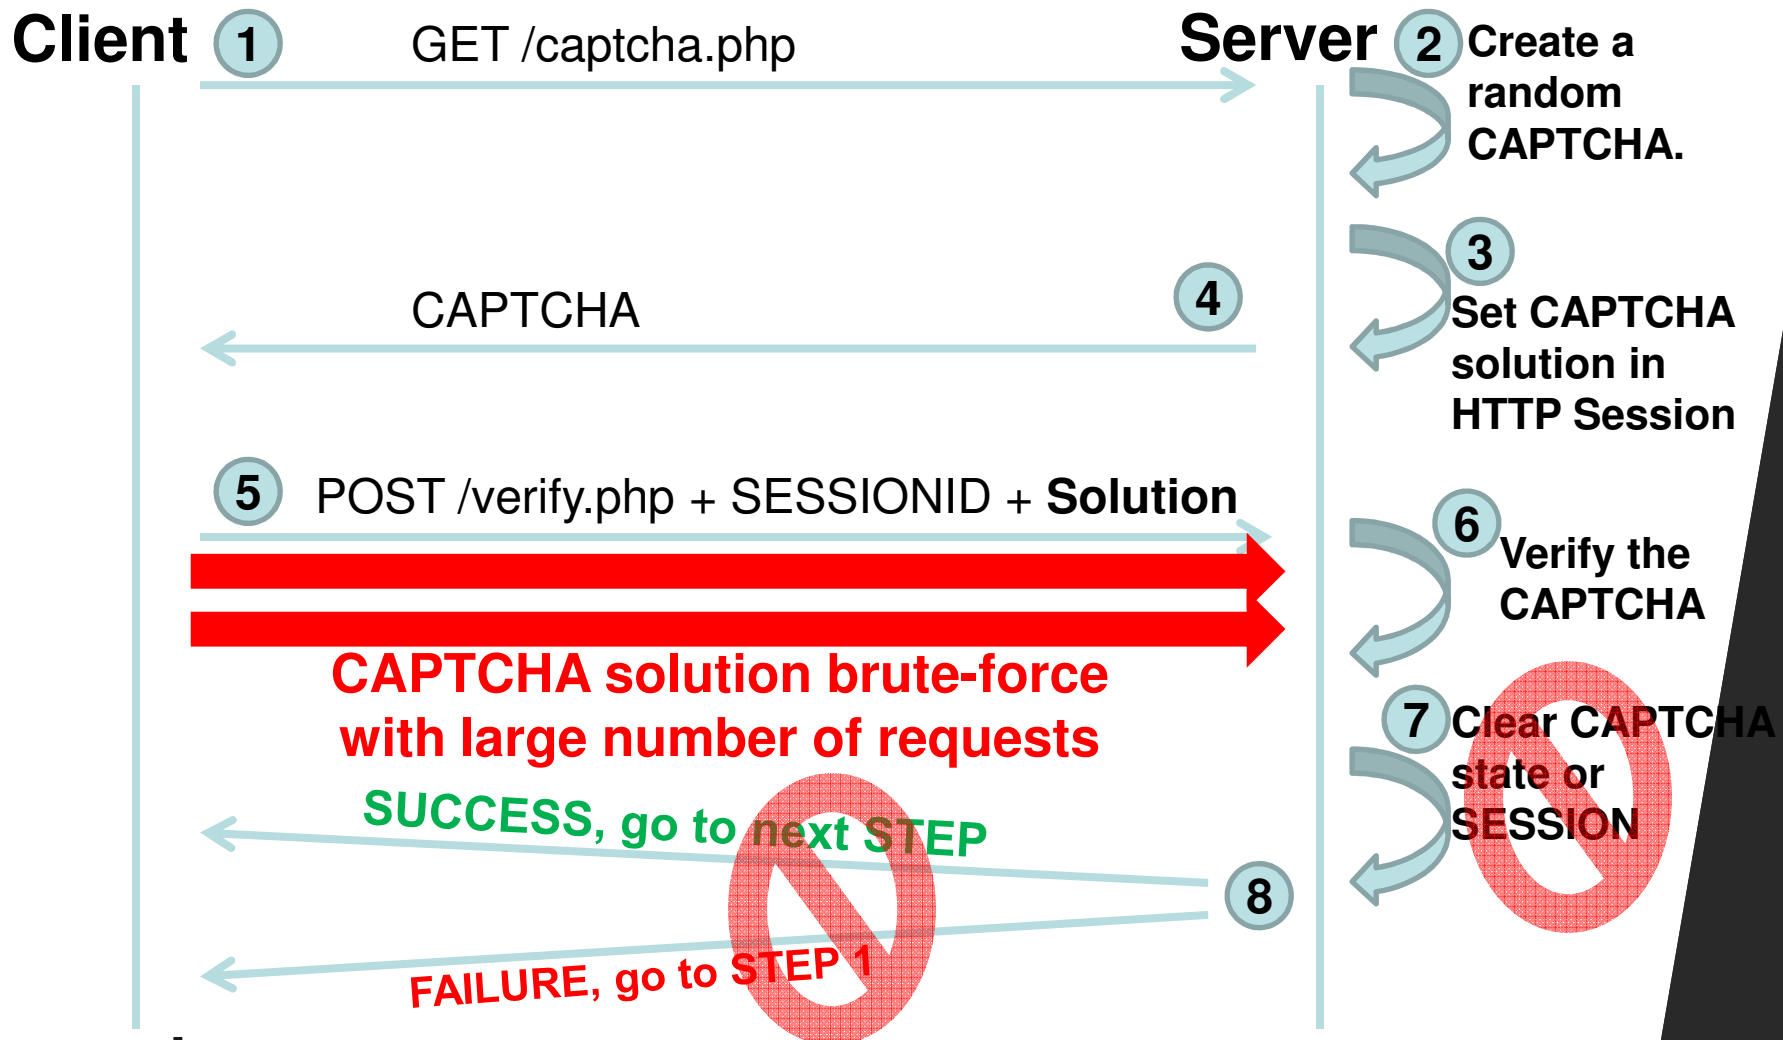 Client
1
GET /captcha.php
Server
2
Create a
random
CAPTCHA.
3
Set CAPTCHA
solution in
HTTP Session
4
CAPTCHA
5
POST /verify.php + SESSIONID + Solution
6
Verify the
CAPTCHA
CAPTCHA solution brute-force
with large number of requests
7
Clear CAPTCHA
state or
SESSION
SUCCESS, go to next STEP
8
FAILURE, go to STEP 1